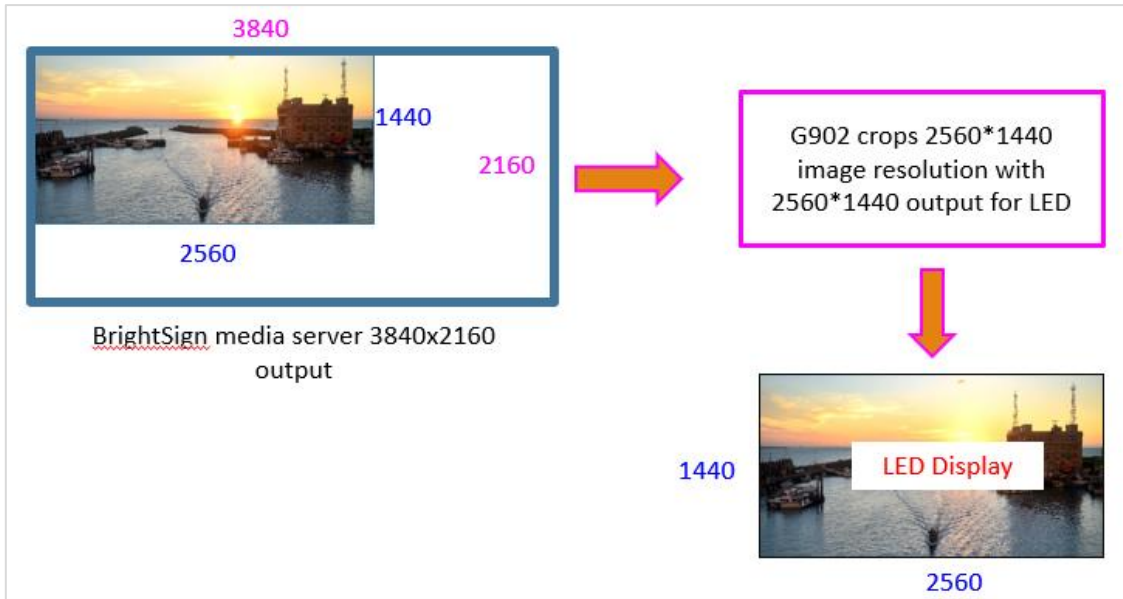 3840
1440
2160
2560
BrightSign media server 3840x2160
output
G902 crops 2560*1440
image resolution with
2560*1440 output for LED
LED Display
1440
2560